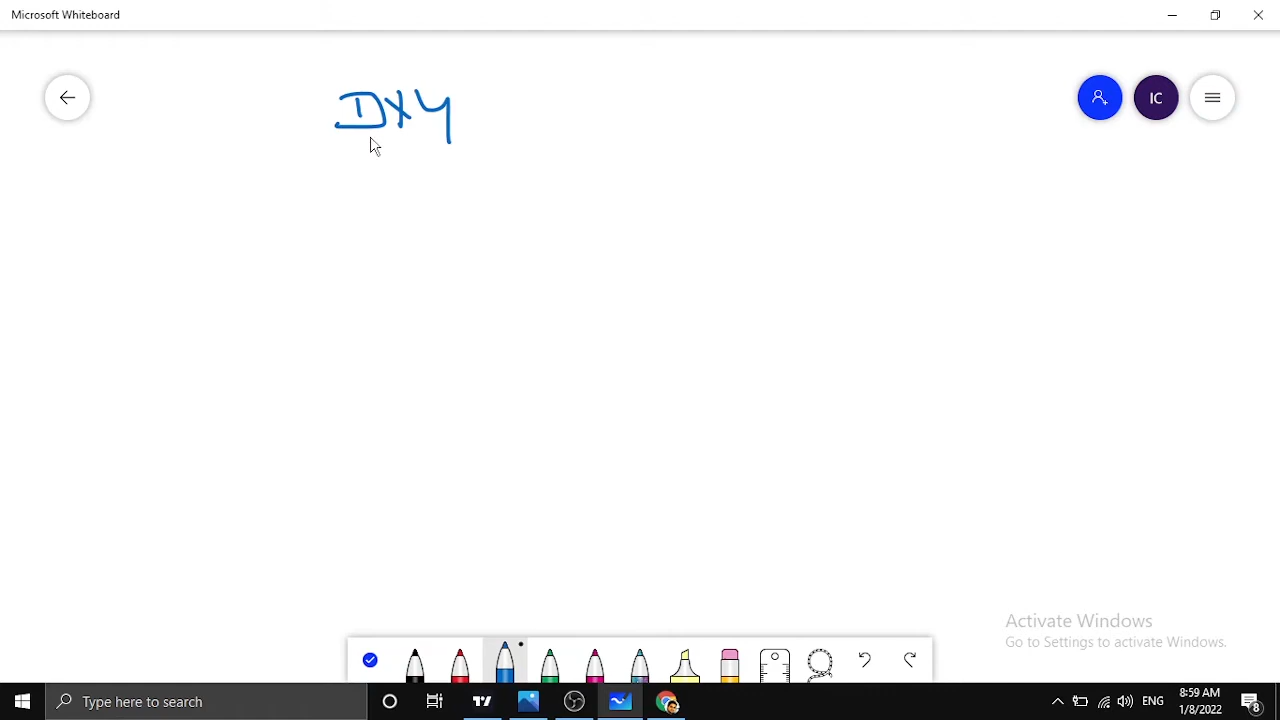 Microsoft Whiteboard
DXY
IC
Activate Windows
Go to Settings to activate Windows.
Type here to search
ENG
8:59 AM
1/8/2022
8